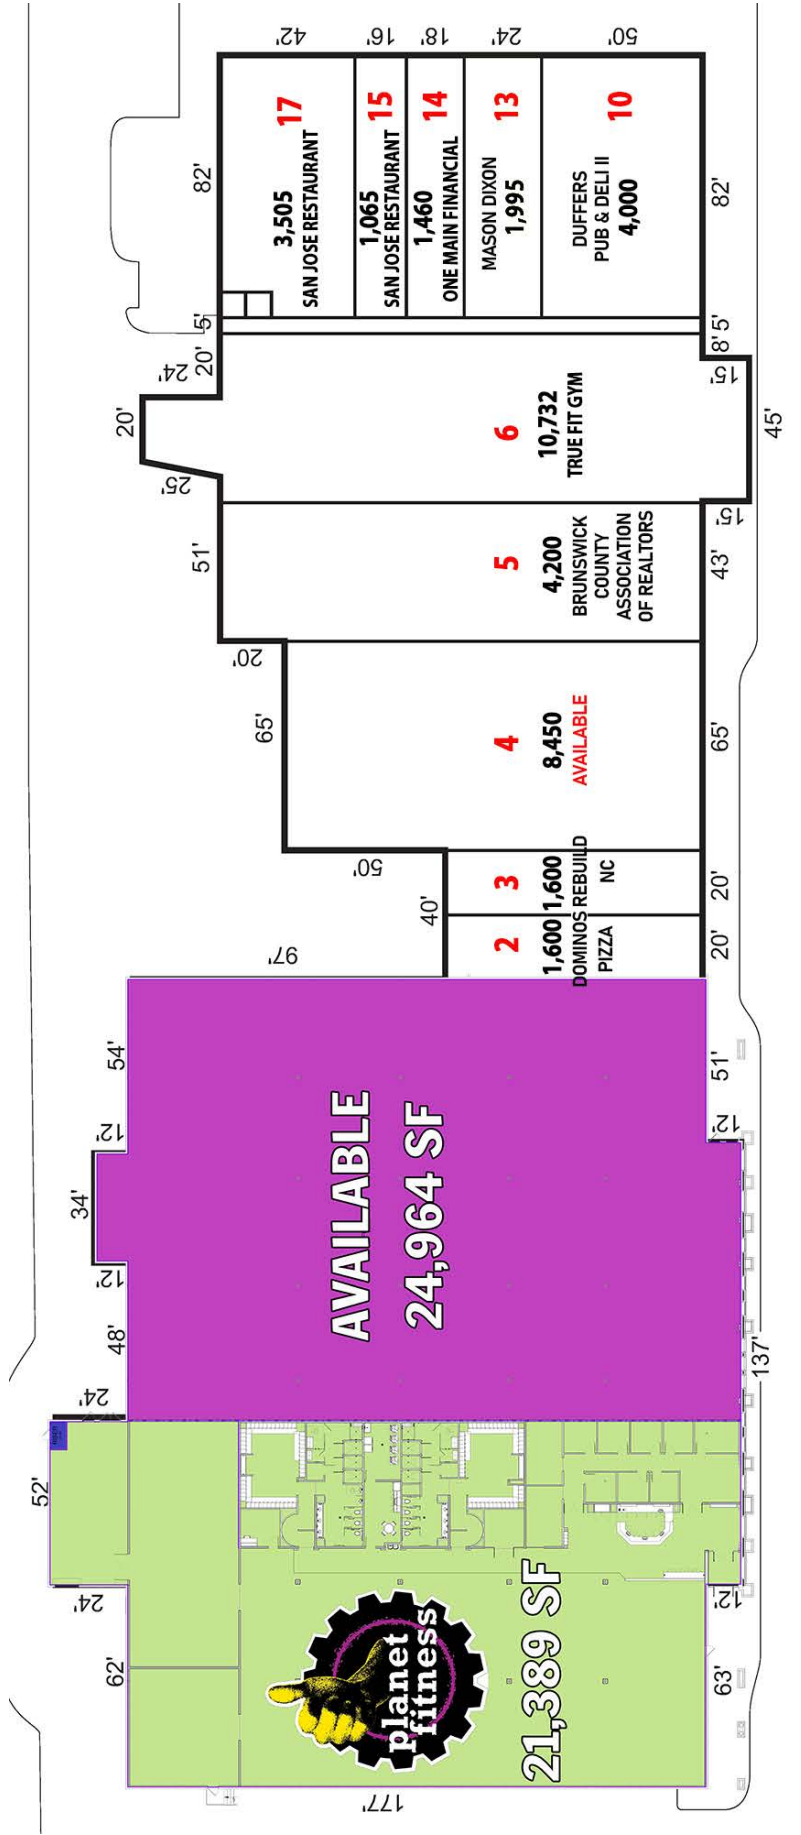 42'
16'
18'
24'
50'
82'
17
3,505
SAN JOSE RESTAURANT
15
1,065
SAN JOSE RESTAURANT
14
1,460
ONE MAIN FINANCIAL
13
MASON DIXON
1,995
10
DUFFERS
PUB & DELI II
4,000
82'
5'
20'
24'
20'
25'
6
10,732
TRUE FIT GYM
5'
8'
15'
45'
15'
51'
5
4,200
BRUNSWICK
COUNTY
ASSOCIATION
OF REALTORS
43'
20'
65'
4
8,450
AVAILABLE
65'
50'
40'
3
1,600
REBUILD
NC
20'
2
1,600
DOMINOS
PIZZA
20'
97'
54'
12'
34'
12'
48'
AVAILABLE
24,964 SF
51'
12'
137'
24'
52'
24'
62'
planet
fitness
21,389 SF
12'
63'
177'